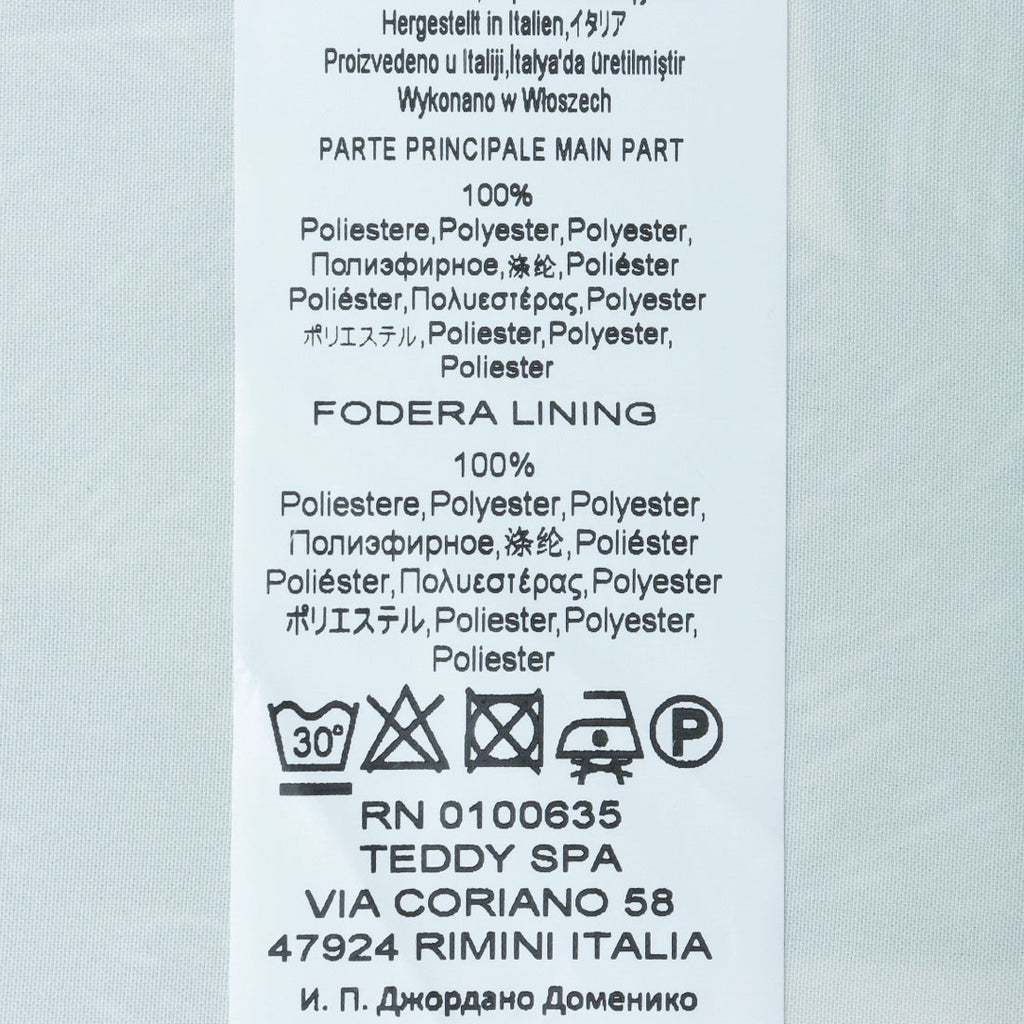 Hergestellt in Italien,イタリア
Proizvedeno u Italiji,İtalya'da üretilmiştir
Wykonano w Włoszech
PARTE PRINCIPALE MAIN PART
100%
Poliestere,Polyester,Polyester,
Полиэфирное,涤纶,Poliéster
Poliéster,Πολυεστέρας,Polyester
ポリエステル,Poliester,Polyester,
Poliester
FODERA LINING
100%
Poliestere,Polyester,Polyester,
Полиэфирное,涤纶,Poliéster
Poliéster,Πολυεστέρας,Polyester
ポリエステル,Poliester,Polyester,
Poliester
30° P
RN 0100635
TEDDY SPA
VIA CORIANO 58
47924 RIMINI ITALIA
И. П. Джордано Доменико